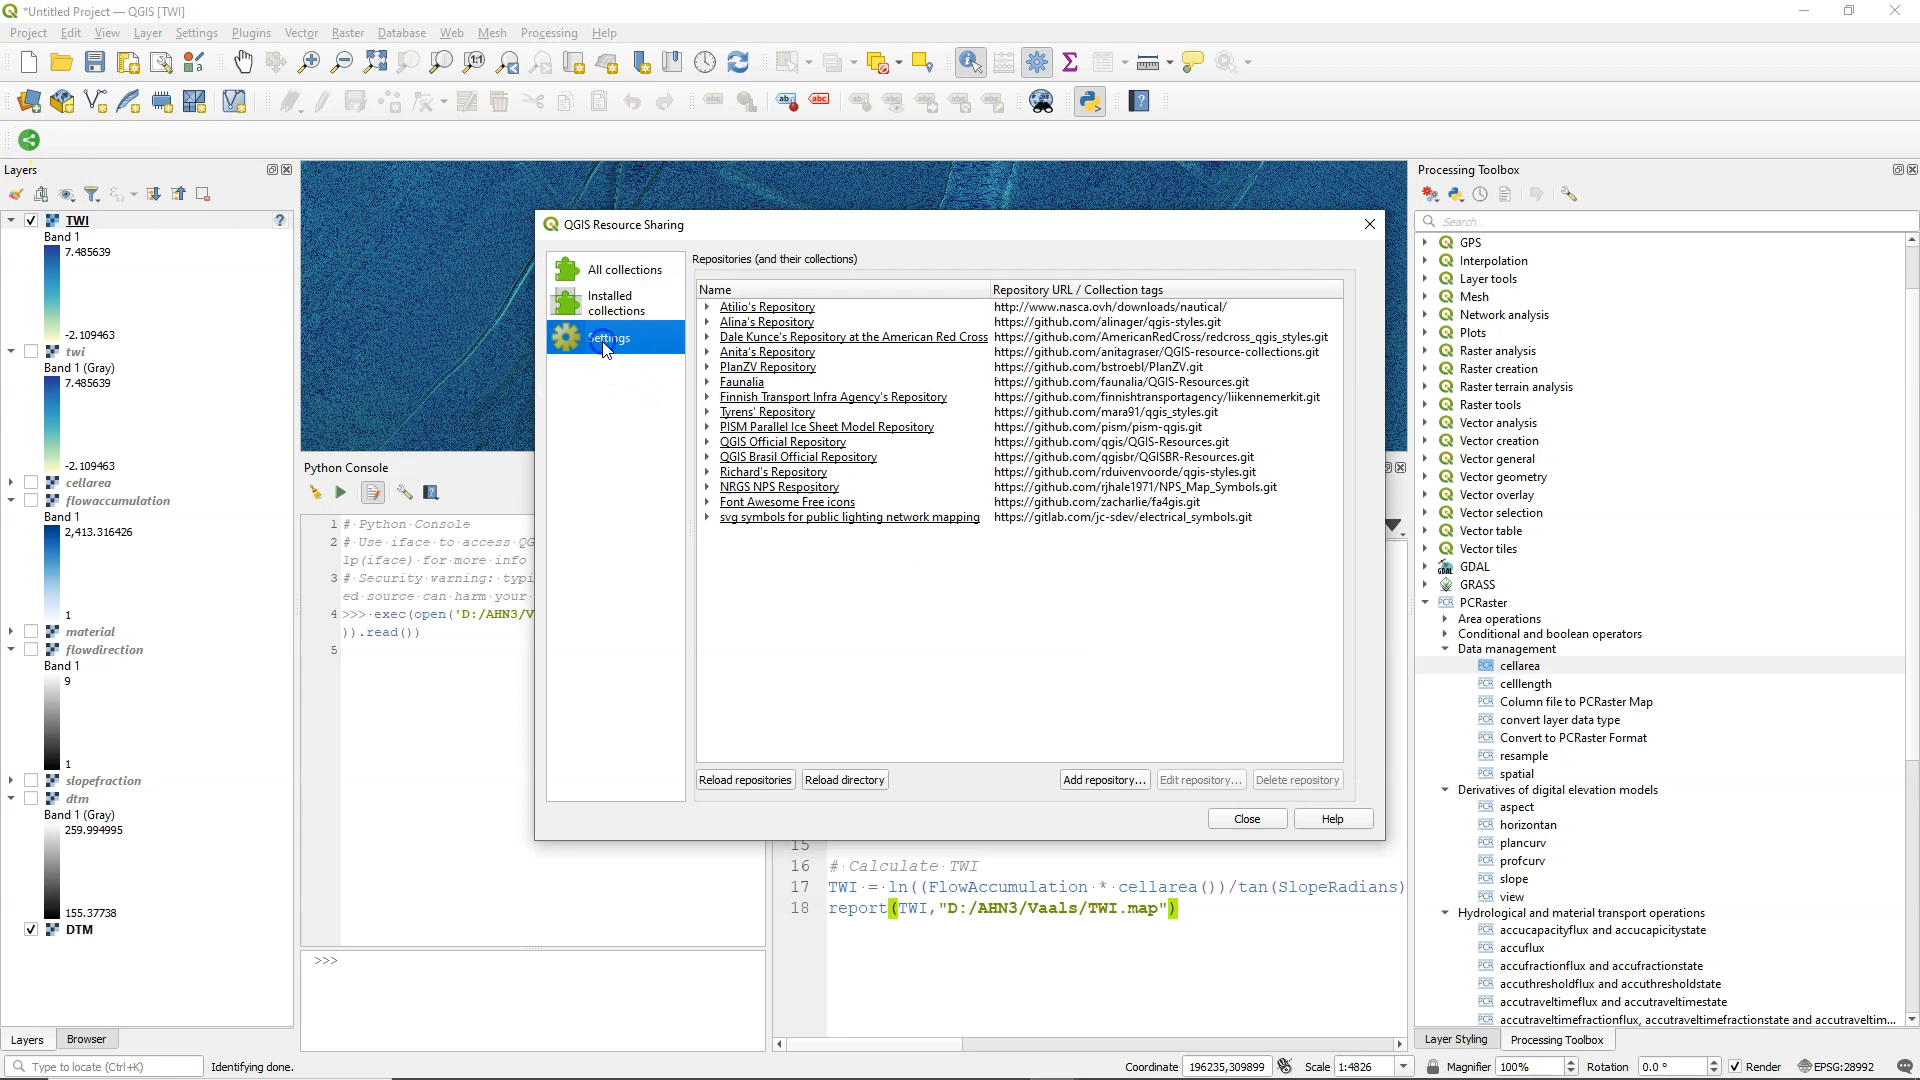 *Untitled Project — QGIS [TWI]
Project Edit View Layer Settings Plugins Vector Raster Database Web Mesh Processing Help
Layers
TWI
Band 1
7.485639
-2.109463
twi
Band 1 (Gray)
7.485639
-2.109463
cellarea
flowaccumulation
Band 1
2,413.316426
1
material
flowdirection
Band 1
9
1
slopefraction
dtm
Band 1 (Gray)
259.994995
155.37738
DTM
Layers Browser
Python Console
1 # Python Console
2 # Use iface to access QG
lp(iface) for more info
3 # Security warning: typi
ed source can harm your
4 >>> exec(open('D:/AHN3/V
)).read())
5
>>>
QGIS Resource Sharing
All collections
Installed
collections
Settings
Repositories (and their collections)
Name Repository URL / Collection tags
Atilio's Repository http://www.nasca.ovh/downloads/nautical/
Alina's Repository https://github.com/alinager/qgis-styles.git
Dale Kunce's Repository at the American Red Cross https://github.com/AmericanRedCross/redcross_qgis_styles.git
Anita's Repository https://github.com/anitagraser/QGIS-resource-collections.git
PlanZV Repository https://github.com/bstroebl/PlanZV.git
Faunalia https://github.com/faunalia/QGIS-Resources.git
Finnish Transport Infra Agency's Repository https://github.com/finnishtransportagency/liikennemerkit.git
Tyrens' Repository https://github.com/mara91/qgis_styles.git
PISM Parallel Ice Sheet Model Repository https://github.com/pism/pism-qgis.git
QGIS Official Repository https://github.com/qgis/QGIS-Resources.git
QGIS Brasil Official Repository https://github.com/qgisbr/QGISBR-Resources.git
Richard's Repository https://github.com/rduivenvoorde/qgis-styles.git
NRGS NPS Respository https://github.com/rjhale1971/NPS_Map_Symbols.git
Font Awesome Free icons https://github.com/zacharlie/fa4gis.git
svg symbols for public lighting network mapping https://gitlab.com/jc-sdev/electrical_symbols.git
Reload repositories Reload directory Add repository... Edit repository... Delete repository
Close Help
15
16 # Calculate TWI
17 TWI = ln((FlowAccumulation * cellarea())/tan(SlopeRadians)
18 report(TWI,"D:/AHN3/Vaals/TWI.map")
Processing Toolbox
Search...
GPS
Interpolation
Layer tools
Mesh
Network analysis
Plots
Raster analysis
Raster creation
Raster terrain analysis
Raster tools
Vector analysis
Vector creation
Vector general
Vector geometry
Vector overlay
Vector selection
Vector table
Vector tiles
GDAL
GRASS
PCRaster
Area operations
Conditional and boolean operators
Data management
cellarea
celllength
Column file to PCRaster Map
convert layer data type
Convert to PCRaster Format
resample
spatial
Derivatives of digital elevation models
aspect
horizontan
plancurv
profcurv
slope
view
Hydrological and material transport operations
accucapacityflux and accucapicitystate
accuflux
accufractionflux and accufractionstate
accuthresholdflux and accuthresholdstate
accutraveltimeflux and accutraveltimestate
accutraveltimefractionflux, accutraveltimefractionstate and accutraveltim...
Layer Styling Processing Toolbox
Type to locate (Ctrl+K) Identifying done. Coordinate 196235,309899 Scale 1:4826 Magnifier 100% Rotation 0.0 ° Render EPSG:28992